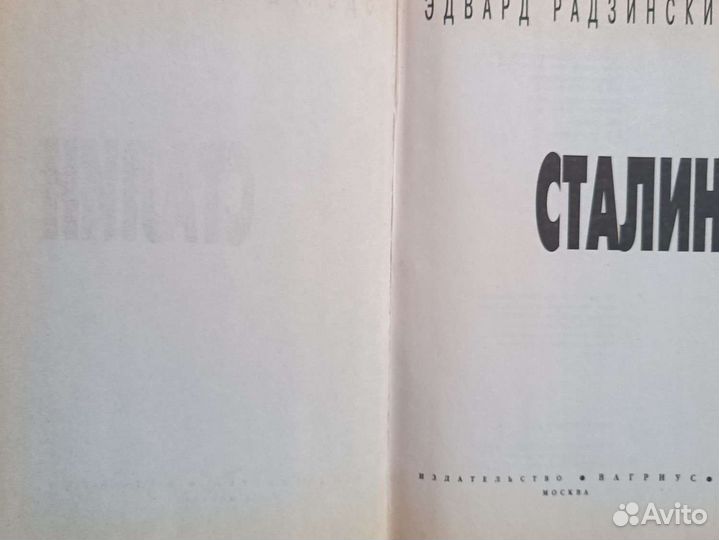 ЭДВАРД РАДЗИНСКИ
СТАЛИН
ИЗДАТЕЛЬСТВО • ВАГРИУС •
МОСКВА
Avito